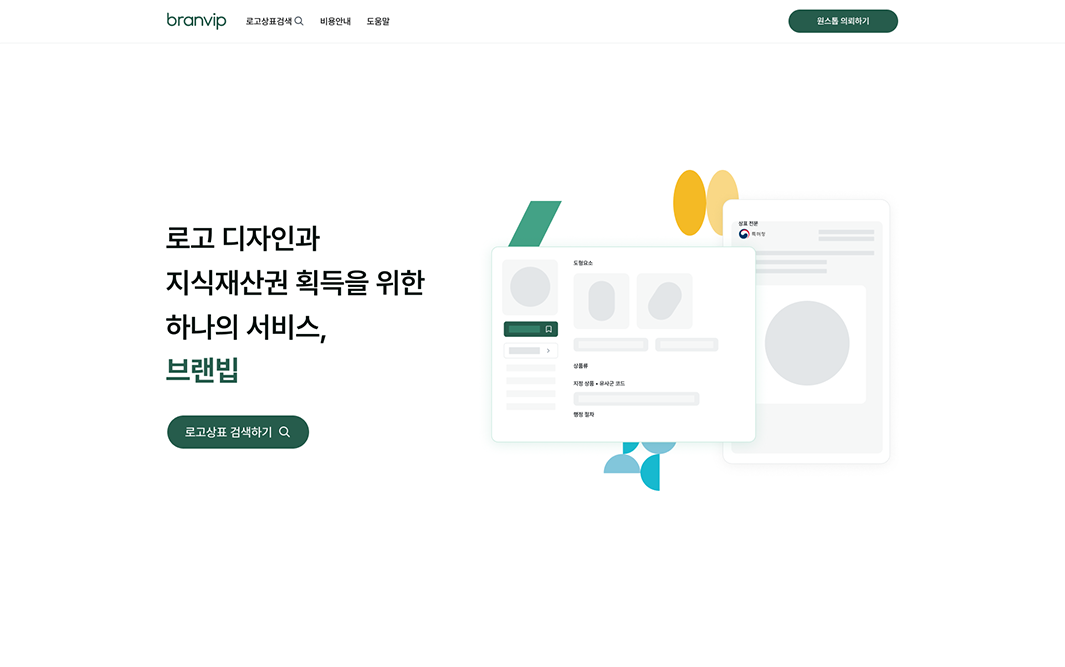 branvip
로고상표검색
비용안내
도움말
원스톱 의뢰하기
로고 디자인과
지식재산권 획득을 위한
하나의 서비스,
브랜빕
로고상표 검색하기
도형요소
상품류
지정 상품 • 유사군 코드
행정 절차
상표 전문
특허청